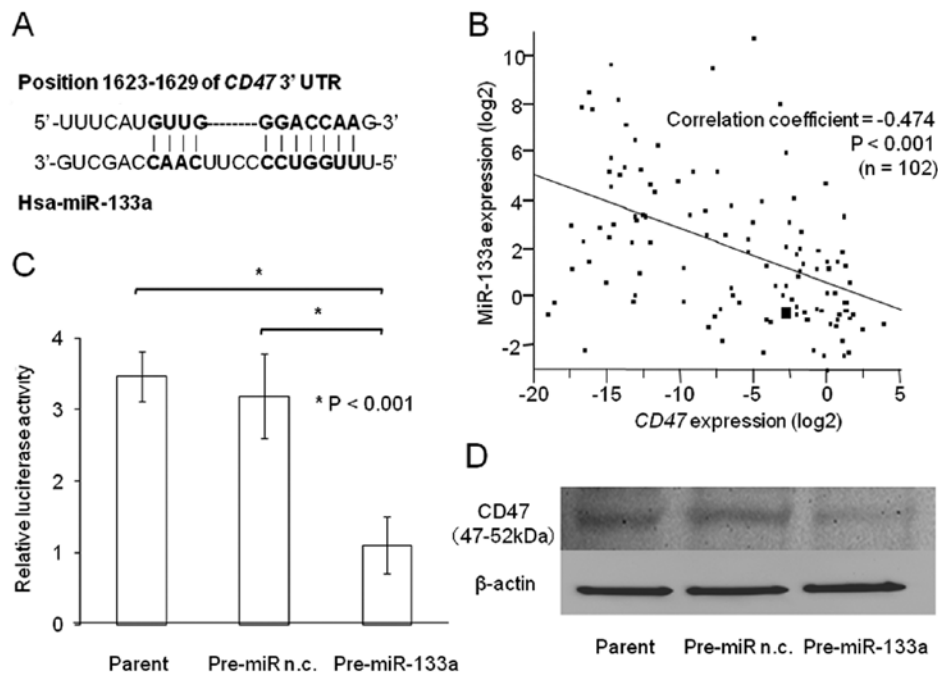 A
Position 1623-1629 of CD47 3' UTR
5'-UUUCAUGUUG--------GGACCAAG-3'
3'-GUCGACCAACUUCCCCUGGUUU-5'
Hsa-miR-133a
B
MiR-133a expression (log2)
10
8
6
4
2
0
-2
Correlation coefficient = -0.474
P < 0.001
(n = 102)
-20 -15 -10 -5 0 5
CD47 expression (log2)
C
Relative luciferase activity
4
3
2
1
0
*
*
* P < 0.001
Parent Pre-miR n.c. Pre-miR-133a
D
CD47
(47-52kDa)
β-actin
Parent Pre-miR n.c. Pre-miR-133a